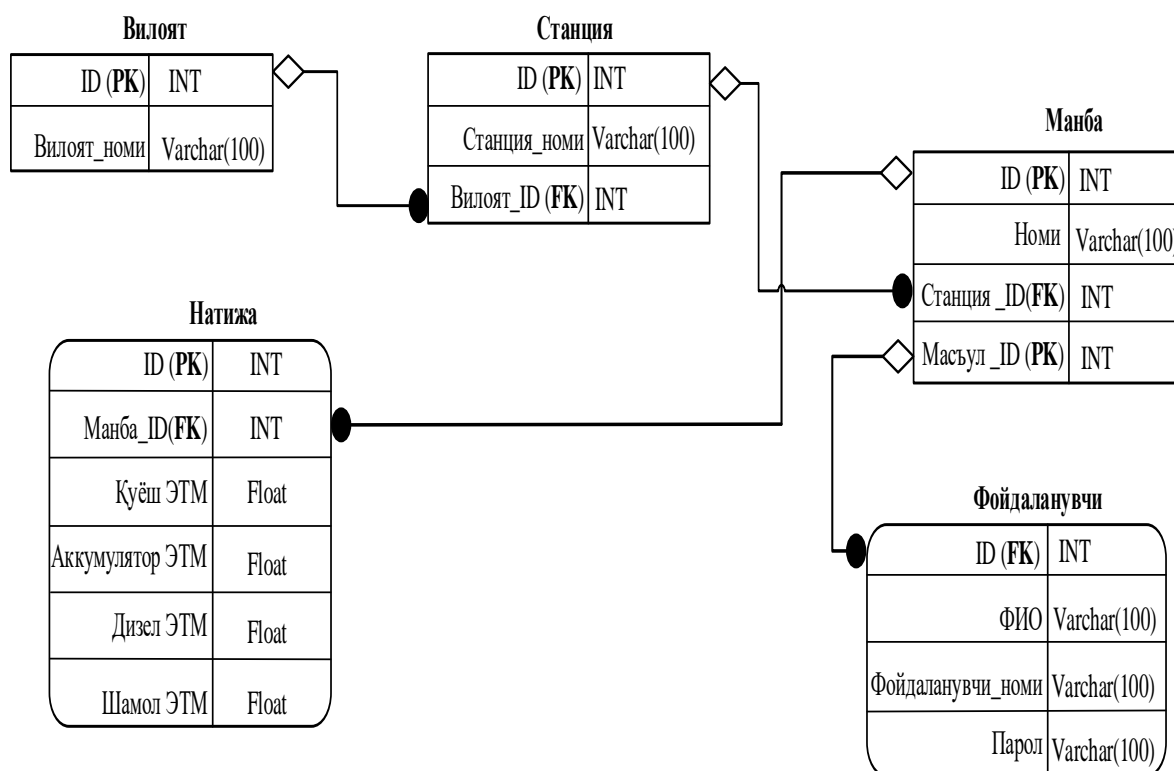 Вилоят
ID (PK) INT
Вилоят_номи Varchar(100)
Станция
ID (PK) INT
Станция_номи Varchar(100)
Вилоят_ID (FK) INT
Манба
ID (PK) INT
Номи Varchar(100)
Станция _ID(FK) INT
Масъул _ID (PK) INT
Натижа
ID (PK) INT
Манба_ID(FK) INT
Қуёш ЭТМ Float
Аккумулятор ЭТМ Float
Дизел ЭТМ Float
Шамол ЭТМ Float
Фойдаланувчи
ID (FK) INT
ФИО Varchar(100)
Фойдаланувчи_номи Varchar(100)
Парол Varchar(100)